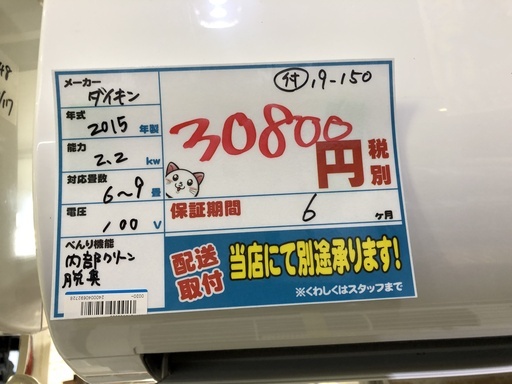 メーカー
ダイキン
年式
2015年製
能力
2.2 kw
対応畳数
6〜9畳
電圧
100 V
べんり機能
内部クリーン
脱臭
付 19-150
30800
円
税別
保証期間 6 ヶ月
配送取付
当店にて別途承ります!
※くわしくはスタッフまで